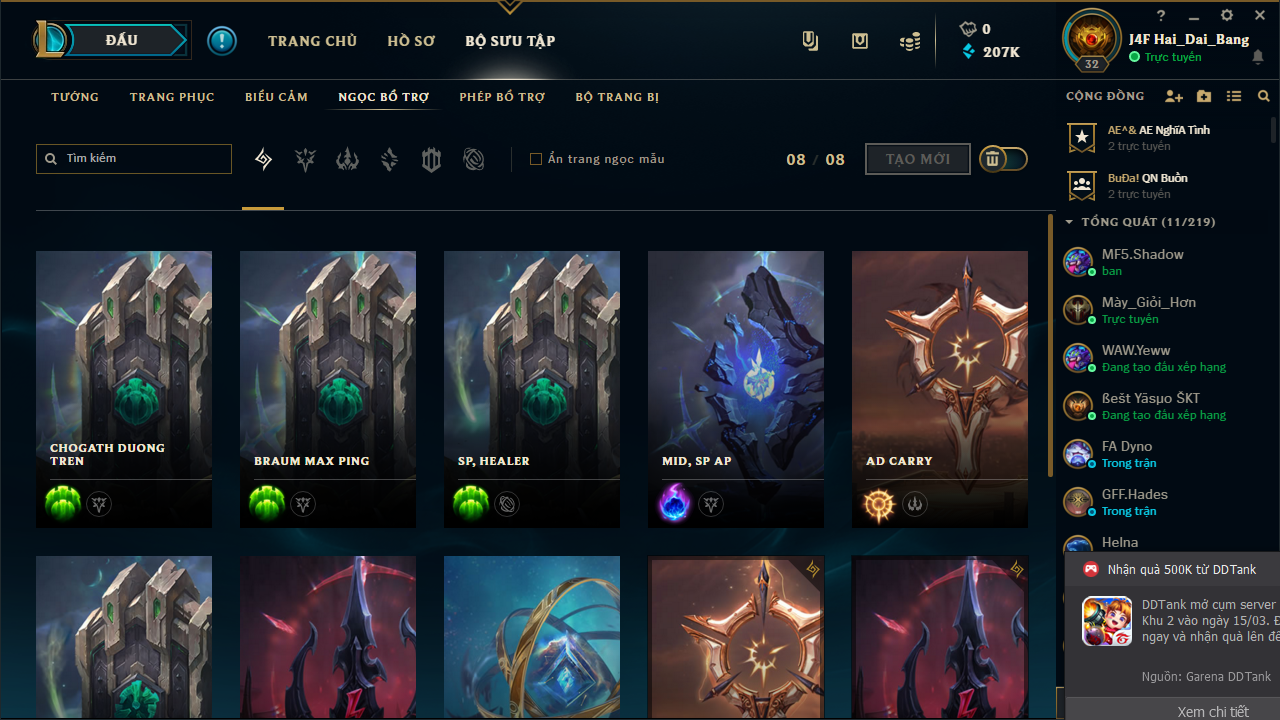 ĐẤU
TRANG CHỦ
HỒ SƠ
BỘ SƯU TẬP
0
207K
32
J4F Hai_Dai_Bang
Trực tuyến
TƯỚNG
TRANG PHỤC
BIỂU CẢM
NGỌC BỔ TRỢ
PHÉP BỔ TRỢ
BỘ TRANG BỊ
Tìm kiếm
Ẩn trang ngọc mẫu
08 / 08
TẠO MỚI
CHOGATH DUONG
TREN
BRAUM MAX PING
SP, HEALER
MID, SP AP
AD CARRY
CỘNG ĐỒNG
AE^& AE NghĩA Tình
2 trực tuyến
BuĐa! QN Buồn
2 trực tuyến
TỔNG QUÁT (11/219)
MF5.Shadow
ban
Mày_Giỏi_Hơn
Trực tuyến
WAW.Yeww
Đang tạo đấu xếp hạng
ßešt Yäsµo ŠKT
Đang tạo đấu xếp hạng
FA Dyno
Trong trận
GFF.Hades
Trong trận
Helna
Nhận quà 500K từ DDTank
DDTank mở cụm server
Khu 2 vào ngày 15/03. Đ
ngay và nhận quà lên đế
Nguồn: Garena DDTank
Xem chi tiết